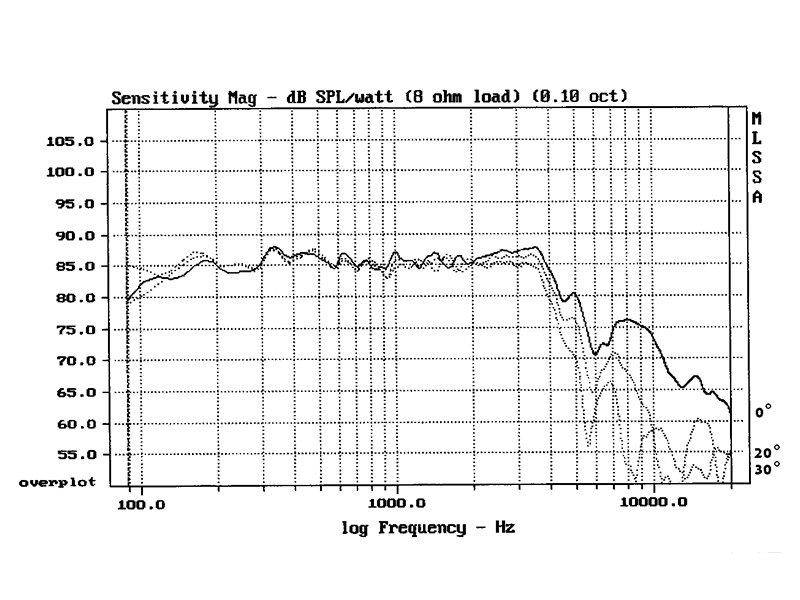 Sensitivity Mag - dB SPL/watt (8 ohm load) (0.10 oct)
MLSSA
105.0
100.0
95.0
90.0
85.0
80.0
75.0
70.0
65.0
60.0
55.0
0°
20°
30°
overplot
100.0 1000.0 10000.0
log Frequency - Hz